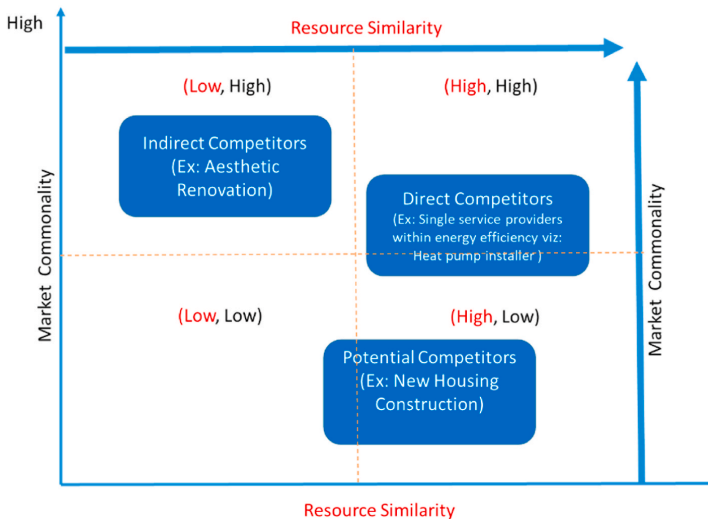 High
Resource Similarity
(Low, High)
(High, High)
Indirect Competitors
(Ex: Aesthetic
Renovation)
Direct Competitors
(Ex: Single service providers
within energy efficiency viz:
Heat pump installer )
Market Commonality
Market Commonality
(Low, Low)
(High, Low)
Potential Competitors
(Ex: New Housing
Construction)
Resource Similarity